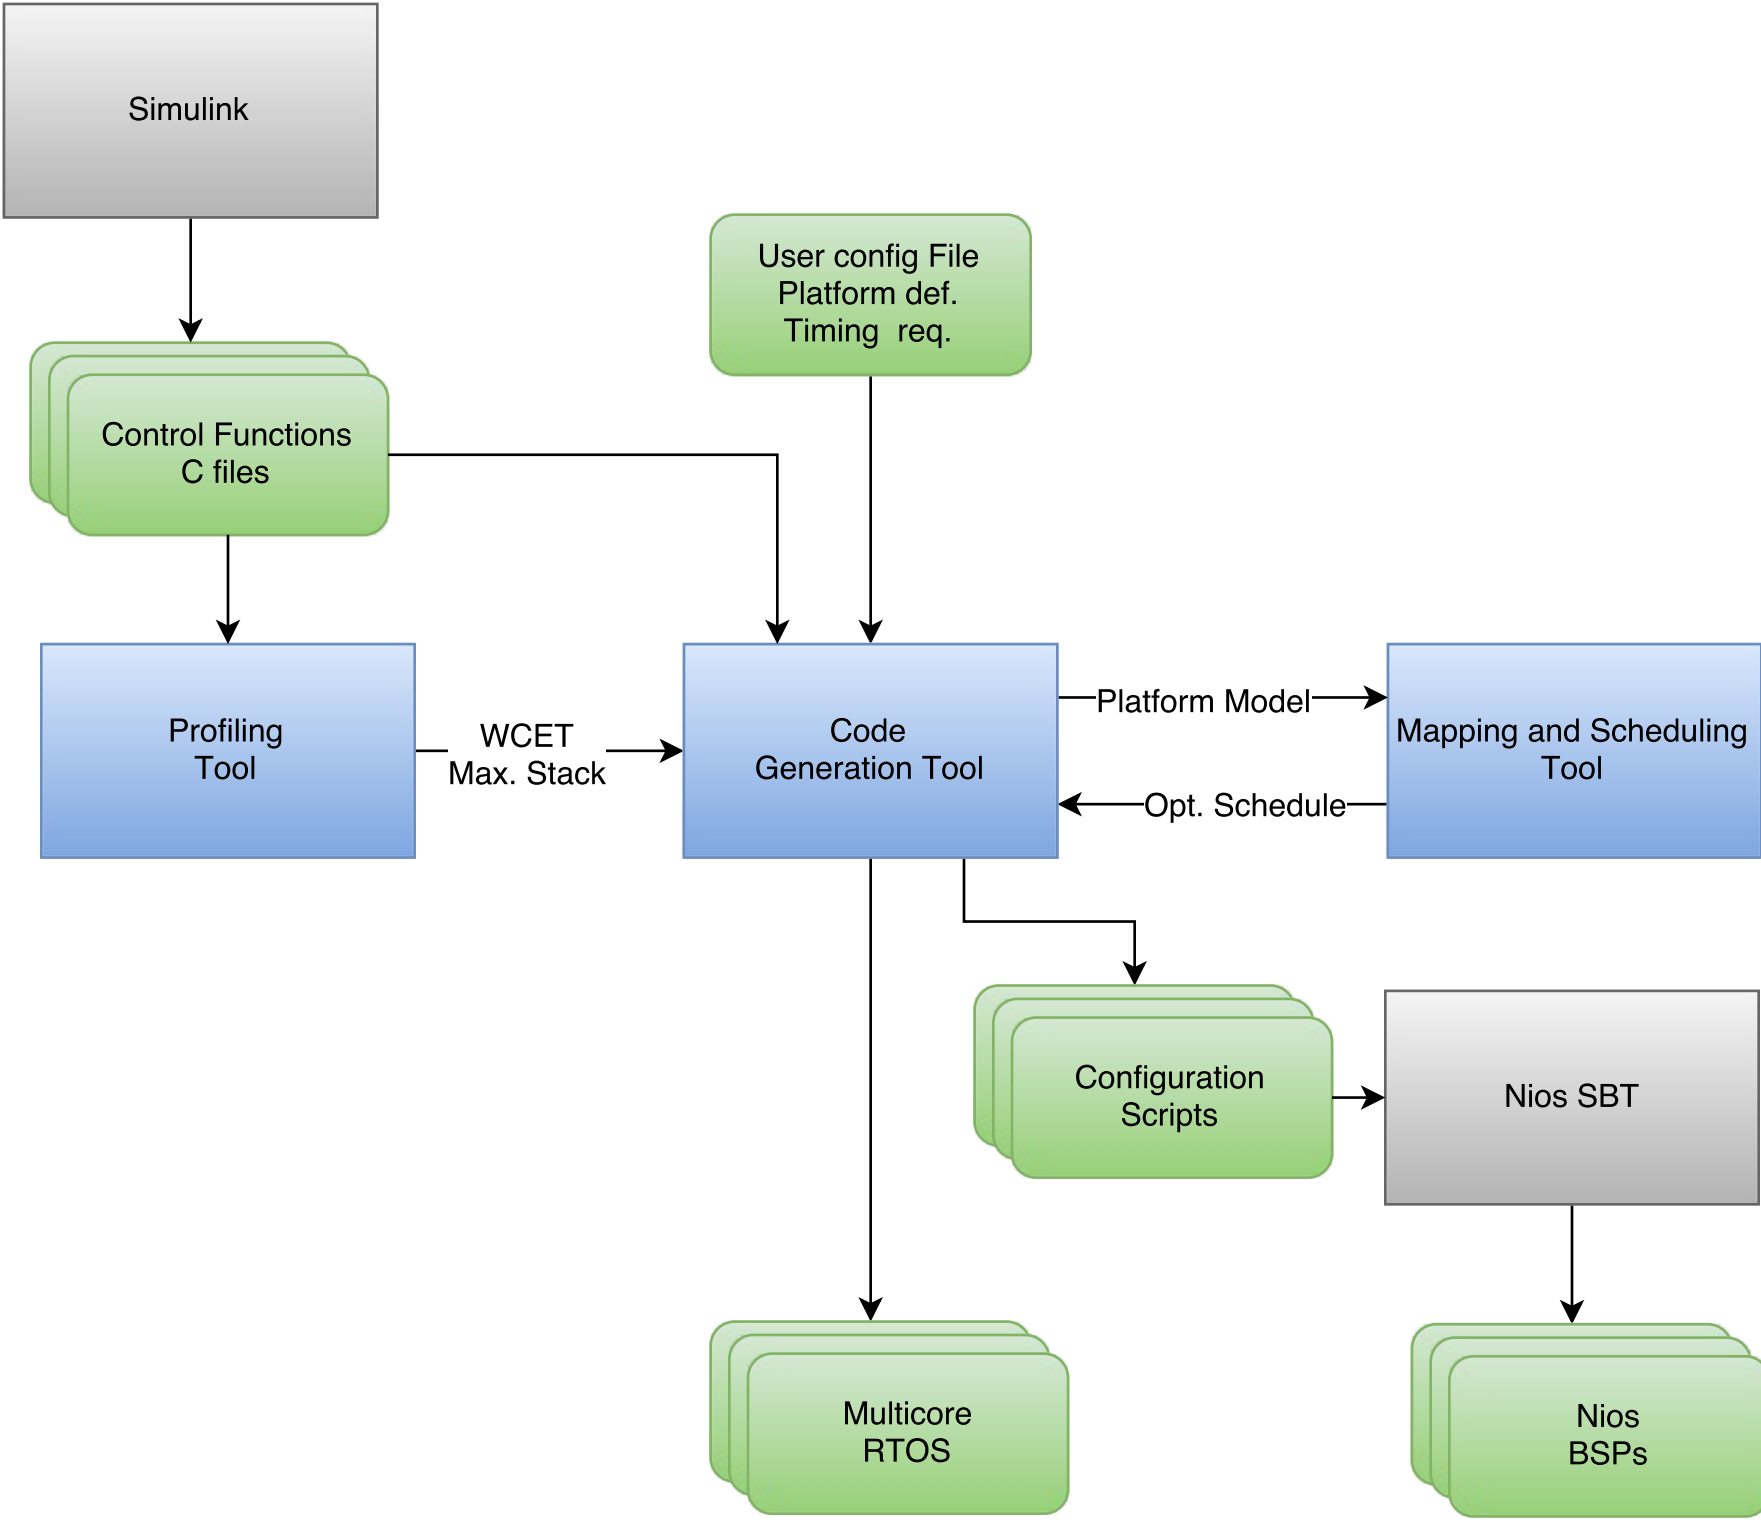 Simulink
User config File
Platform def.
Timing  req.
Control Functions
C files
Profiling
Tool
WCET
Max. Stack
Code
Generation Tool
Platform Model
Opt. Schedule
Mapping and Scheduling
Tool
Configuration
Scripts
Nios SBT
Multicore
RTOS
Nios
BSPs